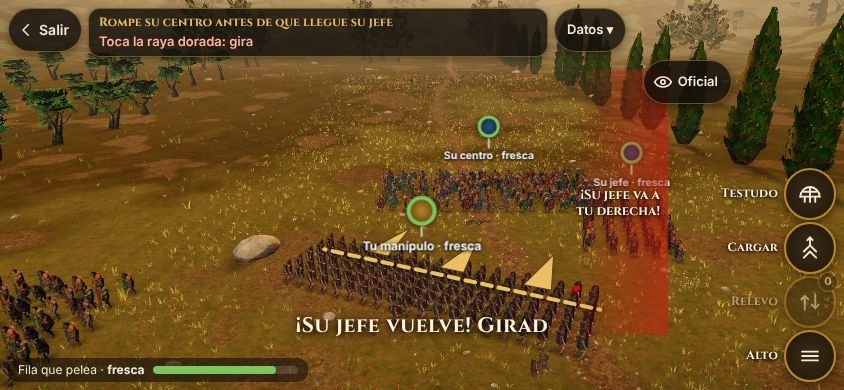 Salir
ROMPE SU CENTRO ANTES DE QUE LLEGUE SU JEFE
Toca la raya dorada: gira
Datos ▾
Oficial
Su centro · fresca
Su jefe · fresca
¡SU JEFE VA A
TU DERECHA!
TESTUDO
Tu manípulo · fresca
CARGAR
0
RELEVO
¡SU JEFE VUELVE! GIRAD
ALTO
Fila que pelea · fresca